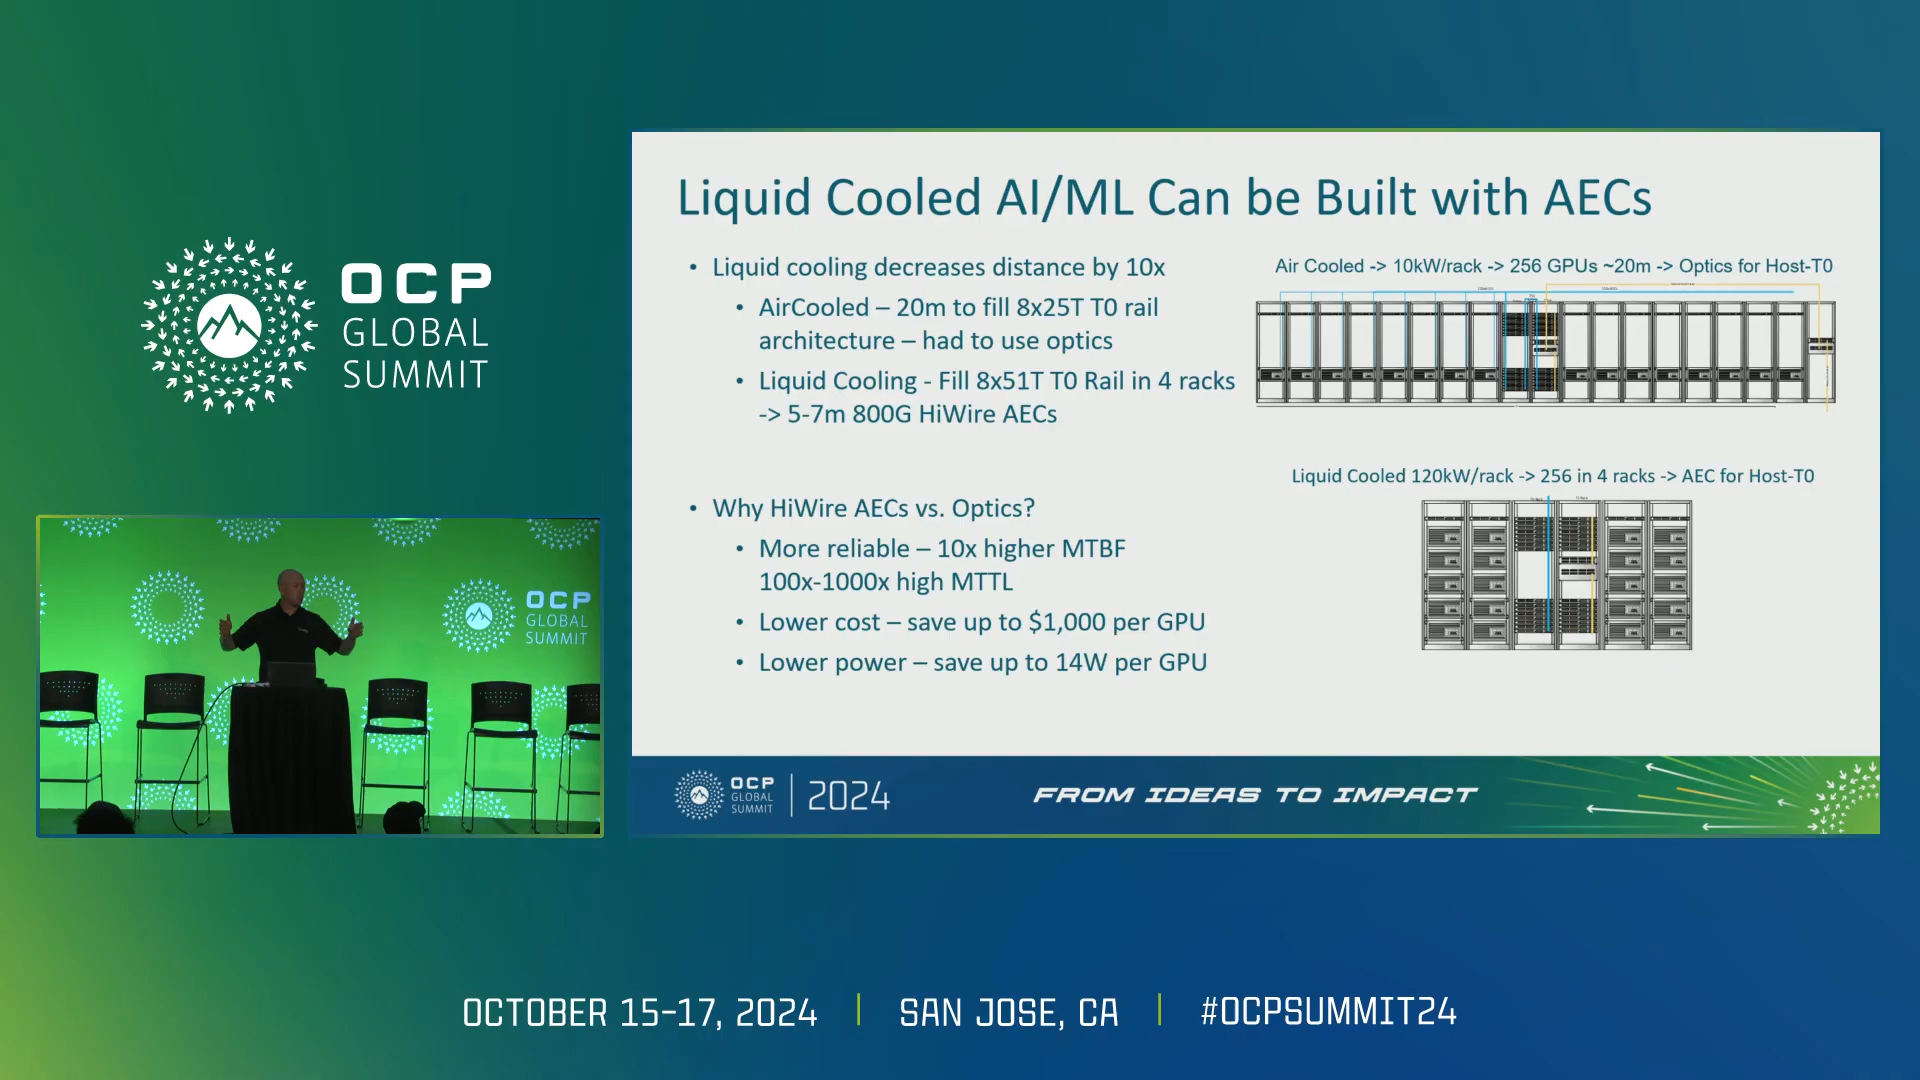 OCP
GLOBAL
SUMMIT
OCP
GLOBAL
SUMMIT
Liquid Cooled AI/ML Can be Built with AECs
• Liquid cooling decreases distance by 10x
• AirCooled – 20m to fill 8x25T T0 rail
architecture – had to use optics
• Liquid Cooling - Fill 8x51T T0 Rail in 4 racks
-> 5-7m 800G HiWire AECs
• Why HiWire AECs vs. Optics?
• More reliable – 10x higher MTBF
100x-1000x high MTTL
• Lower cost – save up to $1,000 per GPU
• Lower power – save up to 14W per GPU
Air Cooled -> 10kW/rack -> 256 GPUs ~20m -> Optics for Host-T0
Liquid Cooled 120kW/rack -> 256 in 4 racks -> AEC for Host-T0
OCP
GLOBAL
SUMMIT
2024
FROM IDEAS TO IMPACT
OCTOBER 15-17, 2024 | SAN JOSE, CA | #OCPSUMMIT24